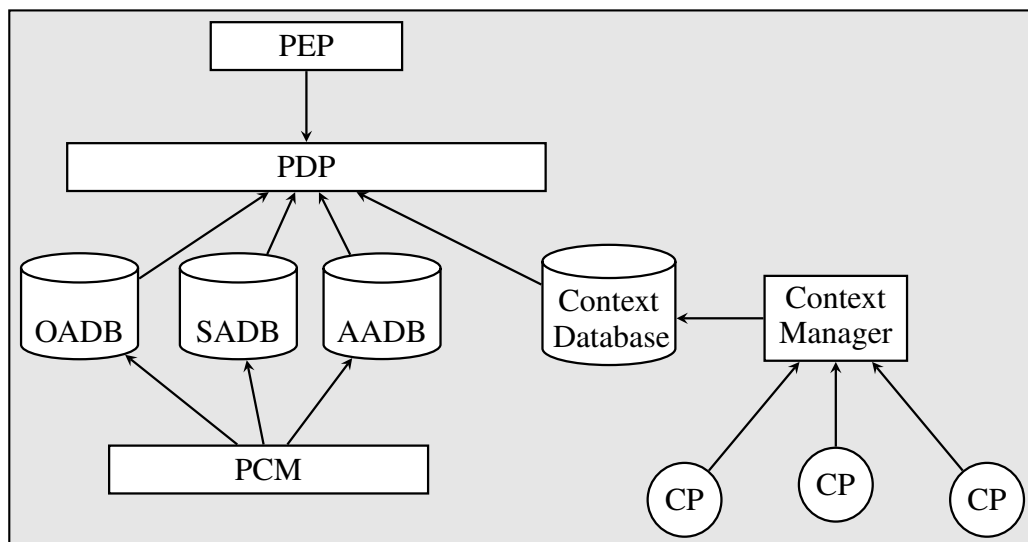 PEP
PDP
OADB
SADB
AADB
Context
Database
Context
Manager
PCM
CP
CP
CP